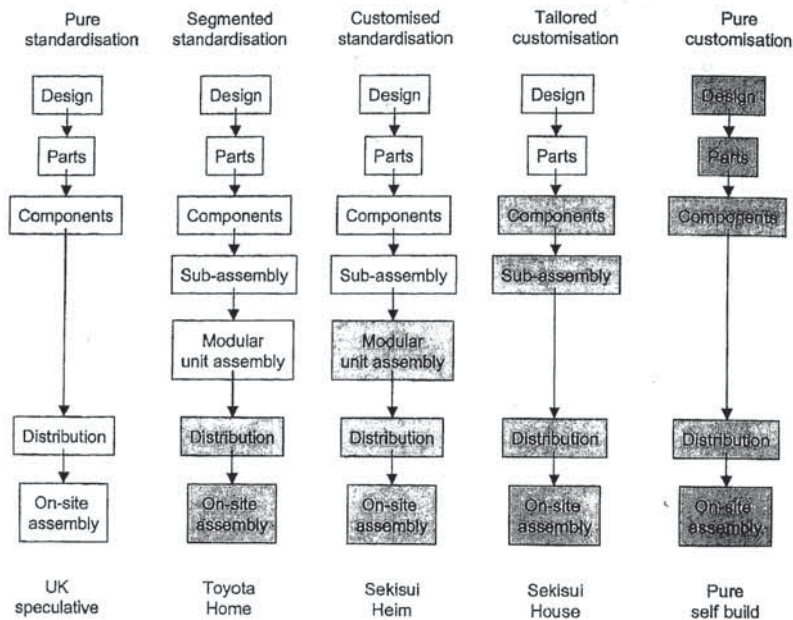 Pure
standardisation
Segmented
standardisation
Customised
standardisation
Tailored
customisation
Pure
customisation
Design
Design
Design
Design
Design
Parts
Parts
Parts
Parts
Parts
Components
Components
Components
Components
Components
Sub-assembly
Sub-assembly
Sub-assembly
Modular
unit assembly
Modular
unit assembly
Distribution
Distribution
Distribution
Distribution
Distribution
On-site
assembly
On-site
assembly
On-site
assembly
On-site
assembly
On-site
assembly
UK
speculative
Toyota
Home
Sekisui
Heim
Sekisui
House
Pure
self build